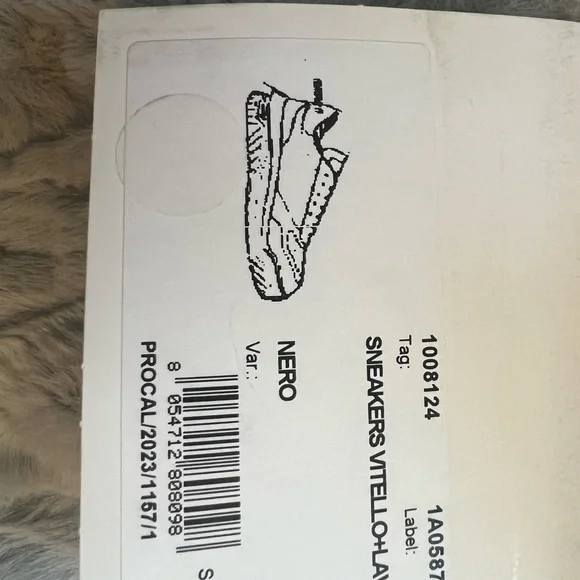 1008124 1A0587
Tag: Label:
SNEAKERS VITELLO+LAV
NERO
Var.: S
8 054712 808098
PROCAL/2023/1157/1